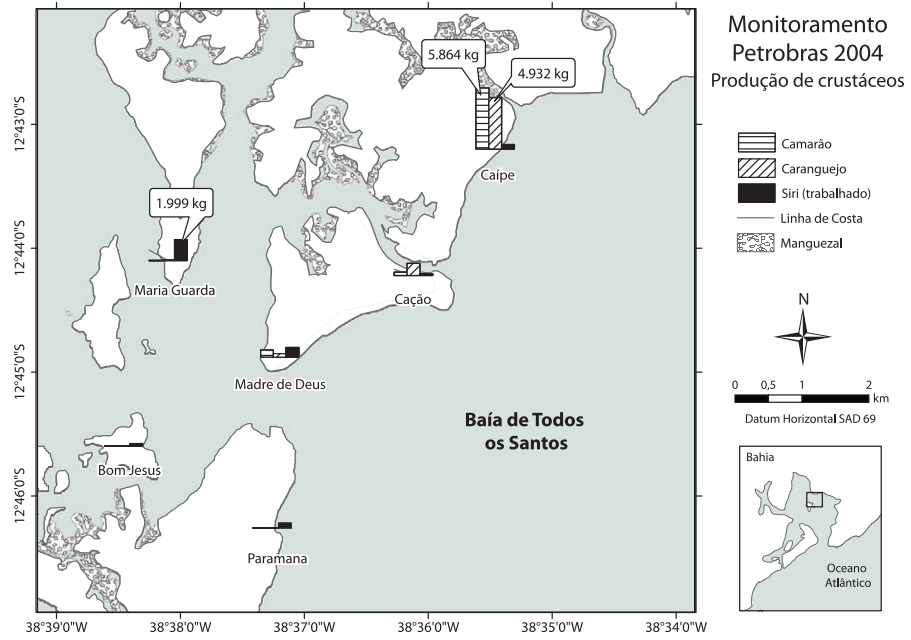 Monitoramento
Petrobras 2004
Produção de crustáceos
5.864 kg
4.932 kg
Camarão
Caranguejo
Siri (trabalhado)
Linha de Costa
Manguezal
12°43'0"S
Caípe
1.999 kg
12°44'0"S
Maria Guarda
Cação
N
12°45'0"S
Madre de Deus
0 0,5 1 2
km
Datum Horizontal SAD 69
Baía de Todos
os Santos
Bom Jesus
Bahia
12°46'0"S
Paramana
Oceano
Atlântico
38°39'0"W 38°38'0"W 38°37'0"W 38°36'0"W 38°35'0"W 38°34'0"W